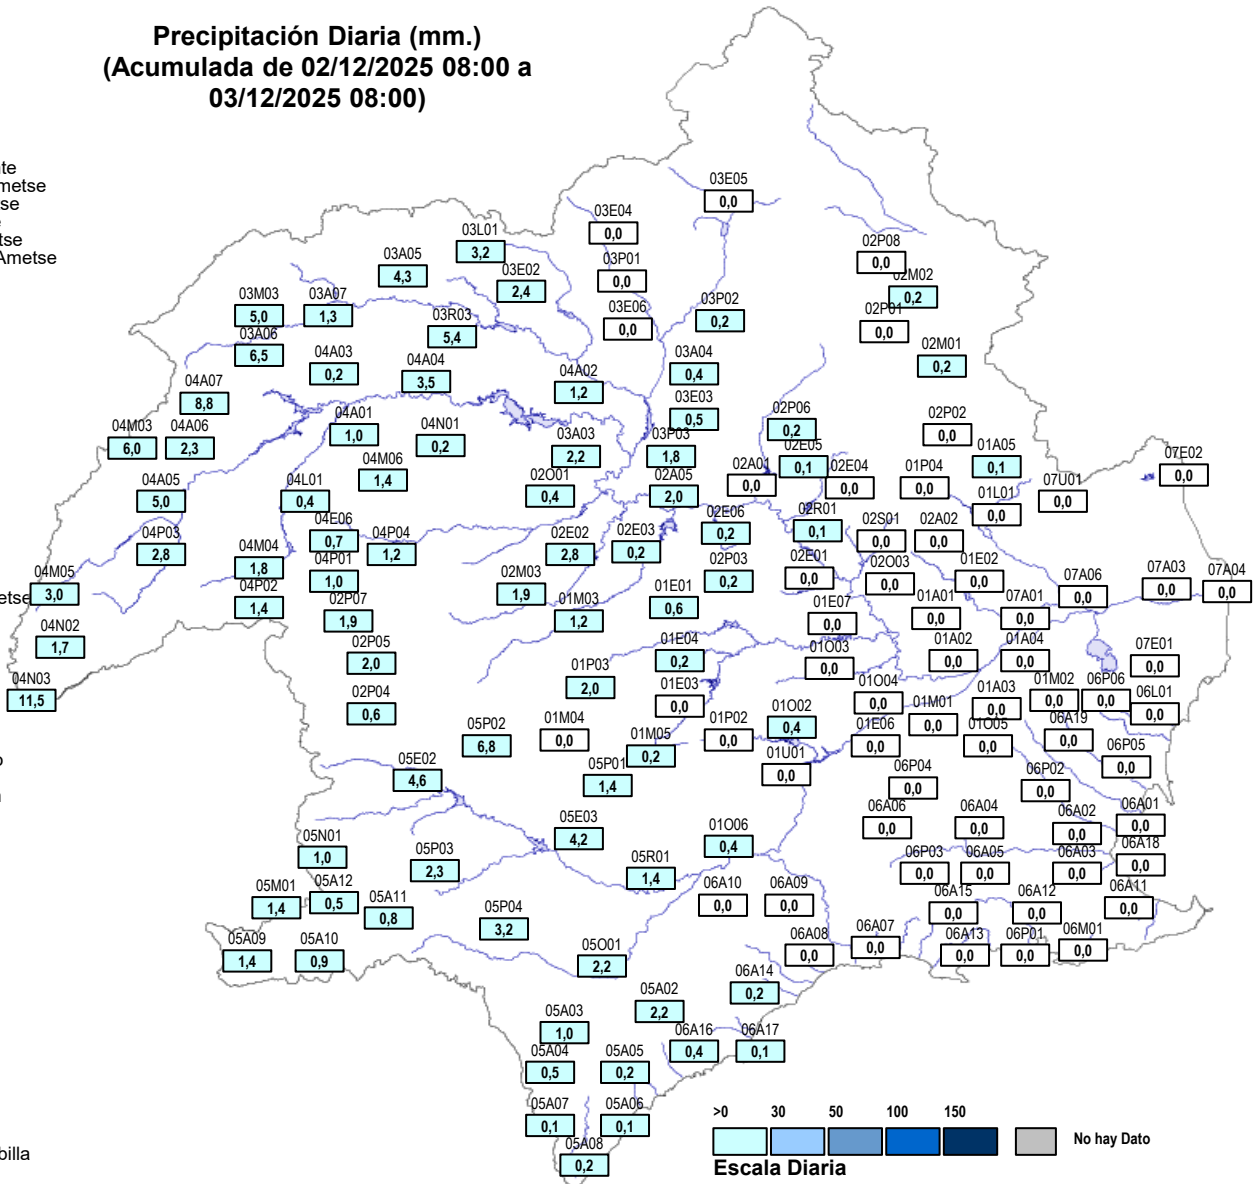 Precipitación Diaria (mm.)
(Acumulada de 02/12/2025 08:00 a
03/12/2025 08:00)
nte
metse
se
e
tse
Ametse
03E05
0,0
03E04
0,0
03L01
3,2
02P08
0,0
03A05
4,3
03P01
0,0
03E02
2,4
02M02
0,2
03M03
5,0
03A07
1,3
03P02
0,2
03E06
0,0
02P01
0,0
03R03
5,4
03A06
6,5
02M01
0,2
04A03
0,2
03A04
0,4
04A04
3,5
04A02
1,2
04A07
8,8
03E03
0,5
02P06
0,2
04A01
1,0
02P02
0,0
04M03
6,0
04A06
2,3
04N01
0,2
03A03
2,2
03P03
1,8
02E05
0,1
01A05
0,1
07E02
0,0
04M06
1,4
02A01
0,0
02E04
0,0
01P04
0,0
04A05
5,0
04L01
0,4
02O01
0,4
02A05
2,0
07U01
0,0
01L01
0,0
04E06
0,7
02E06
0,2
02R01
0,1
02S01
0,0
02A02
0,0
04P03
2,8
04P04
1,2
02E02
2,8
02E03
0,2
04M04
1,8
04P01
1,0
02P03
0,2
02E01
0,0
02O03
0,0
01E02
0,0
07A03
0,0
07A04
0,0
04M05
3,0
etse
04P02
1,4
02P07
1,9
02M03
1,9
01M03
1,2
01E01
0,6
01E07
0,0
01A01
0,0
07A01
0,0
07A06
0,0
04N02
1,7
02P05
2,0
01E04
0,2
01O03
0,0
01A02
0,0
01A04
0,0
07E01
0,0
04N03
11,5
02P04
0,6
01P03
2,0
01E03
0,0
01O04
0,0
01A03
0,0
01M02
0,0
06P06
0,0
06L01
0,0
05P02
6,8
01M04
0,0
01M05
0,2
01P02
0,0
01O02
0,4
01E06
0,0
01M01
0,0
01O05
0,0
06A19
0,0
o
05E02
4,6
05P01
1,4
01U01
0,0
06P04
0,0
06P02
0,0
06P05
0,0
05E03
4,2
01O06
0,4
06A06
0,0
06A04
0,0
06A02
0,0
06A01
0,0
05N01
1,0
05P03
2,3
05R01
1,4
06P03
0,0
06A05
0,0
06A03
0,0
06A18
0,0
05M01
1,4
05A12
0,5
05A11
0,8
06A10
0,0
06A09
0,0
06A15
0,0
06A12
0,0
06A11
0,0
05P04
3,2
05A09
1,4
05A10
0,9
05O01
2,2
06A08
0,0
06A07
0,0
06A13
0,0
06P01
0,0
06M01
0,0
05A02
2,2
06A14
0,2
05A03
1,0
06A16
0,4
06A17
0,1
05A04
0,5
05A05
0,2
05A07
0,1
05A06
0,1
05A08
0,2
billa
>0 30 50 100 150
No hay Dato
Escala Diaria